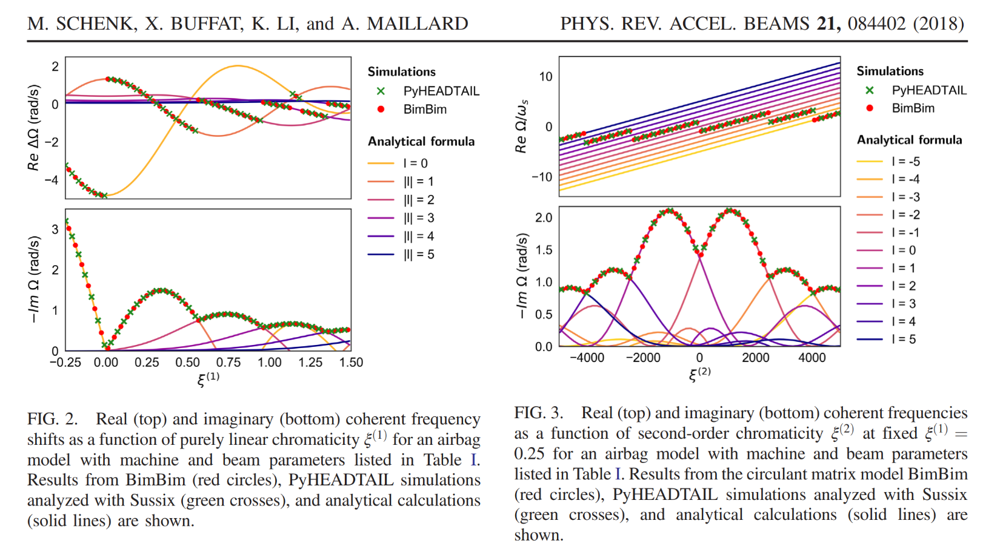 M. SCHENK, X. BUFFAT, K. LI, and A. MAILLARD
PHYS. REV. ACCEL. BEAMS 21, 084402 (2018)
2
0
−2
−4
Re ΔΩ (rad/s)
3
2
1
0
−Im Ω (rad/s)
−0.25 0.00 0.25 0.50 0.75 1.00 1.25 1.50
ξ(1)
Simulations
PyHEADTAIL
BimBim
Analytical formula
l = 0
|l| = 1
|l| = 2
|l| = 3
|l| = 4
|l| = 5
FIG. 2. Real (top) and imaginary (bottom) coherent frequency
shifts as a function of purely linear chromaticity ξ(1) for an airbag
model with machine and beam parameters listed in Table I.
Results from BimBim (red circles), PyHEADTAIL simulations
analyzed with Sussix (green crosses), and analytical calculations
(solid lines) are shown.
10
0
−10
Re Ω/ωs
2.0
1.5
1.0
0.5
0.0
−Im Ω (rad/s)
−4000 −2000 0 2000 4000
ξ(2)
Simulations
PyHEADTAIL
BimBim
Analytical formula
l = -5
l = -4
l = -3
l = -2
l = -1
l = 0
l = 1
l = 2
l = 3
l = 4
l = 5
FIG. 3. Real (top) and imaginary (bottom) coherent frequencies
as a function of second-order chromaticity ξ(2) at fixed ξ(1) =
0.25 for an airbag model with machine and beam parameters
listed in Table I. Results from the circulant matrix model BimBim
(red circles), PyHEADTAIL simulations analyzed with Sussix
(green crosses), and analytical calculations (solid lines) are
shown.